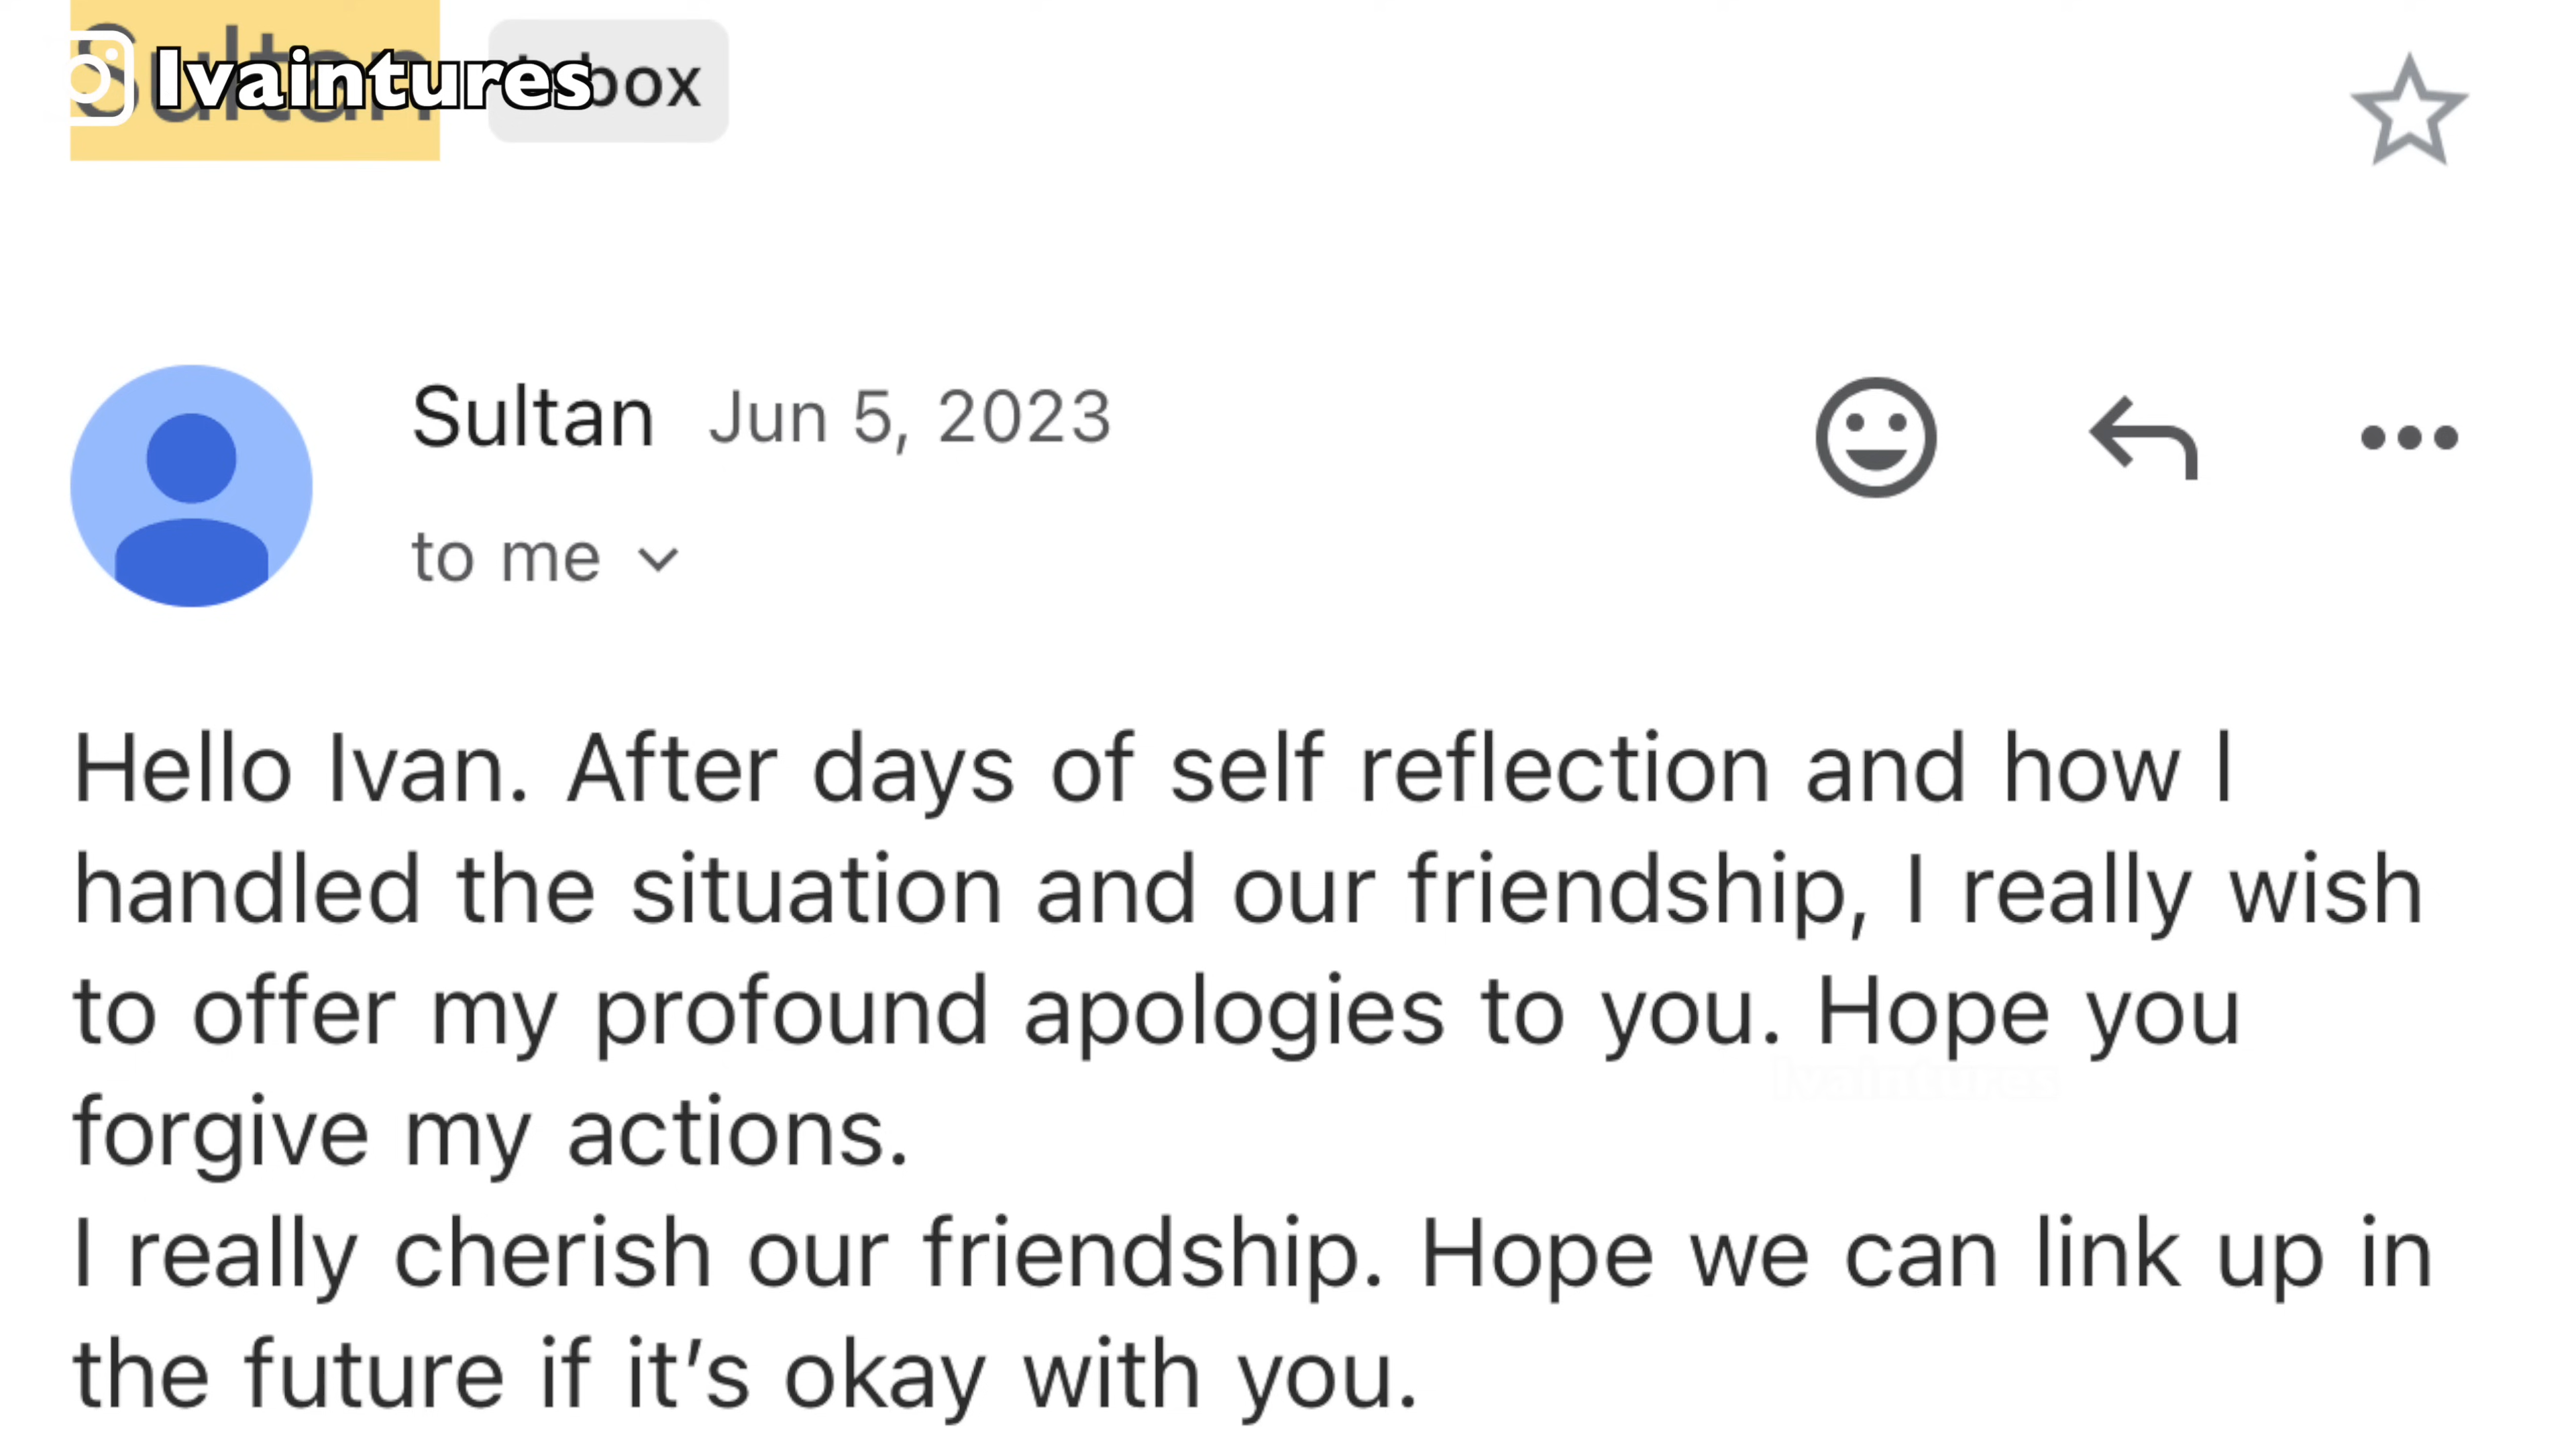 Sultan Inbox
Ivaintures
Sultan Jun 5, 2023
to me
Hello Ivan. After days of self reflection and how I
handled the situation and our friendship, I really wish
to offer my profound apologies to you. Hope you
forgive my actions.
I really cherish our friendship. Hope we can link up in
the future if it's okay with you.